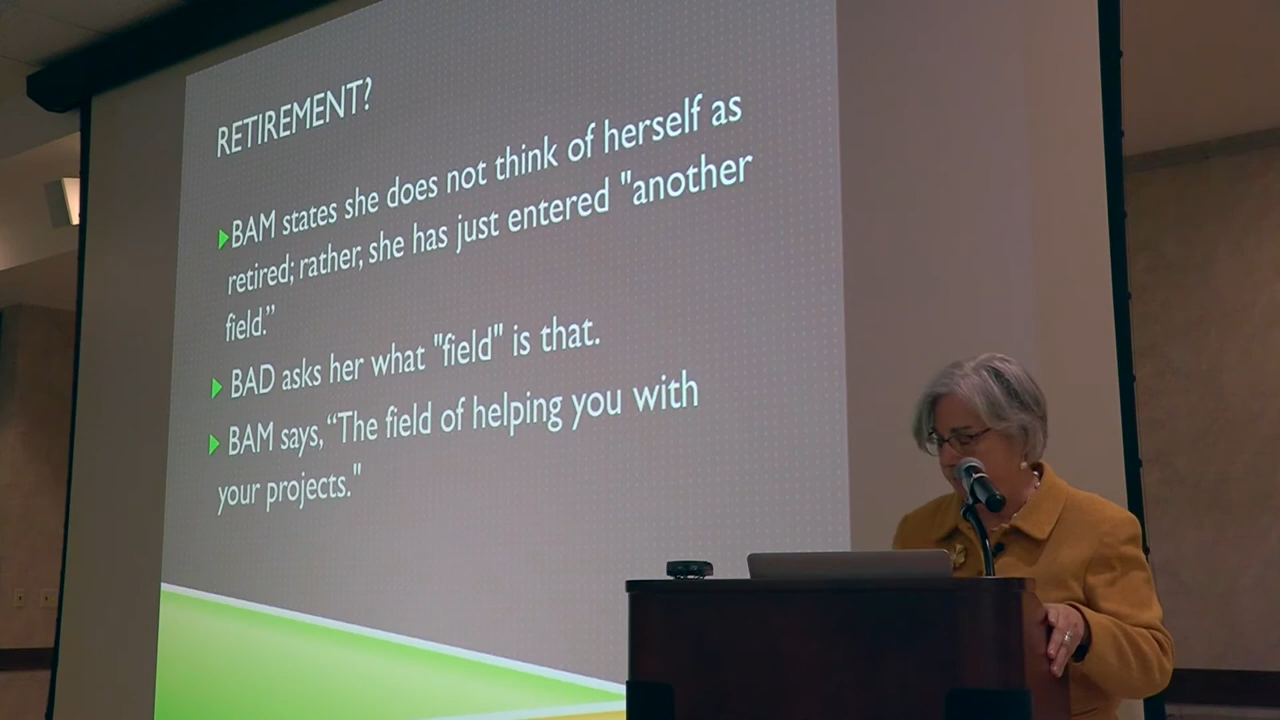 RETIREMENT?
BAM states she does not think of herself as
retired; rather, she has just entered "another
field.”
BAD asks her what "field" is that.
BAM says, “The field of helping you with
your projects."